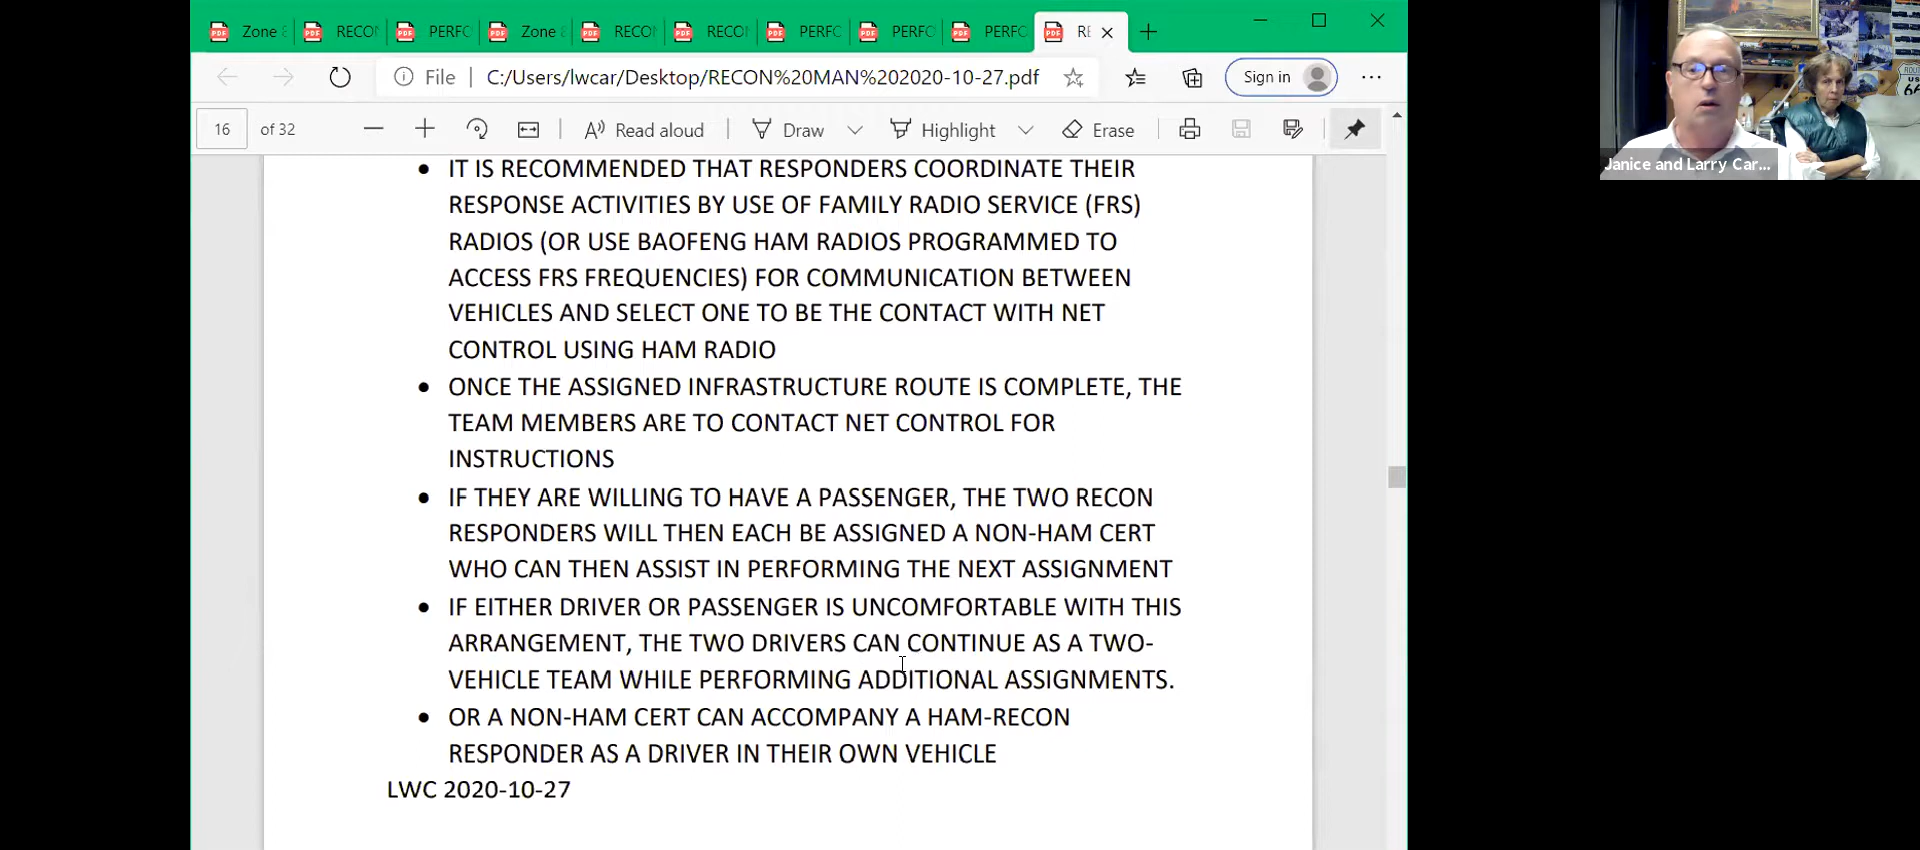 Zone
RECO
PERFO
Zone
RECO
RECO
PERFO
PERFO
PERFO
RE
File
C:/Users/lwcar/Desktop/RECON%20MAN%202020-10-27.pdf
Sign in
16 of 32
Read aloud
Draw
Highlight
Erase
• IT IS RECOMMENDED THAT RESPONDERS COORDINATE THEIR
RESPONSE ACTIVITIES BY USE OF FAMILY RADIO SERVICE (FRS)
RADIOS (OR USE BAOFENG HAM RADIOS PROGRAMMED TO
ACCESS FRS FREQUENCIES) FOR COMMUNICATION BETWEEN
VEHICLES AND SELECT ONE TO BE THE CONTACT WITH NET
CONTROL USING HAM RADIO
• ONCE THE ASSIGNED INFRASTRUCTURE ROUTE IS COMPLETE, THE
TEAM MEMBERS ARE TO CONTACT NET CONTROL FOR
INSTRUCTIONS
• IF THEY ARE WILLING TO HAVE A PASSENGER, THE TWO RECON
RESPONDERS WILL THEN EACH BE ASSIGNED A NON-HAM CERT
WHO CAN THEN ASSIST IN PERFORMING THE NEXT ASSIGNMENT
• IF EITHER DRIVER OR PASSENGER IS UNCOMFORTABLE WITH THIS
ARRANGEMENT, THE TWO DRIVERS CAN CONTINUE AS A TWO-
VEHICLE TEAM WHILE PERFORMING ADDITIONAL ASSIGNMENTS.
• OR A NON-HAM CERT CAN ACCOMPANY A HAM-RECON
RESPONDER AS A DRIVER IN THEIR OWN VEHICLE
LWC 2020-10-27
Janice and Larry Car...